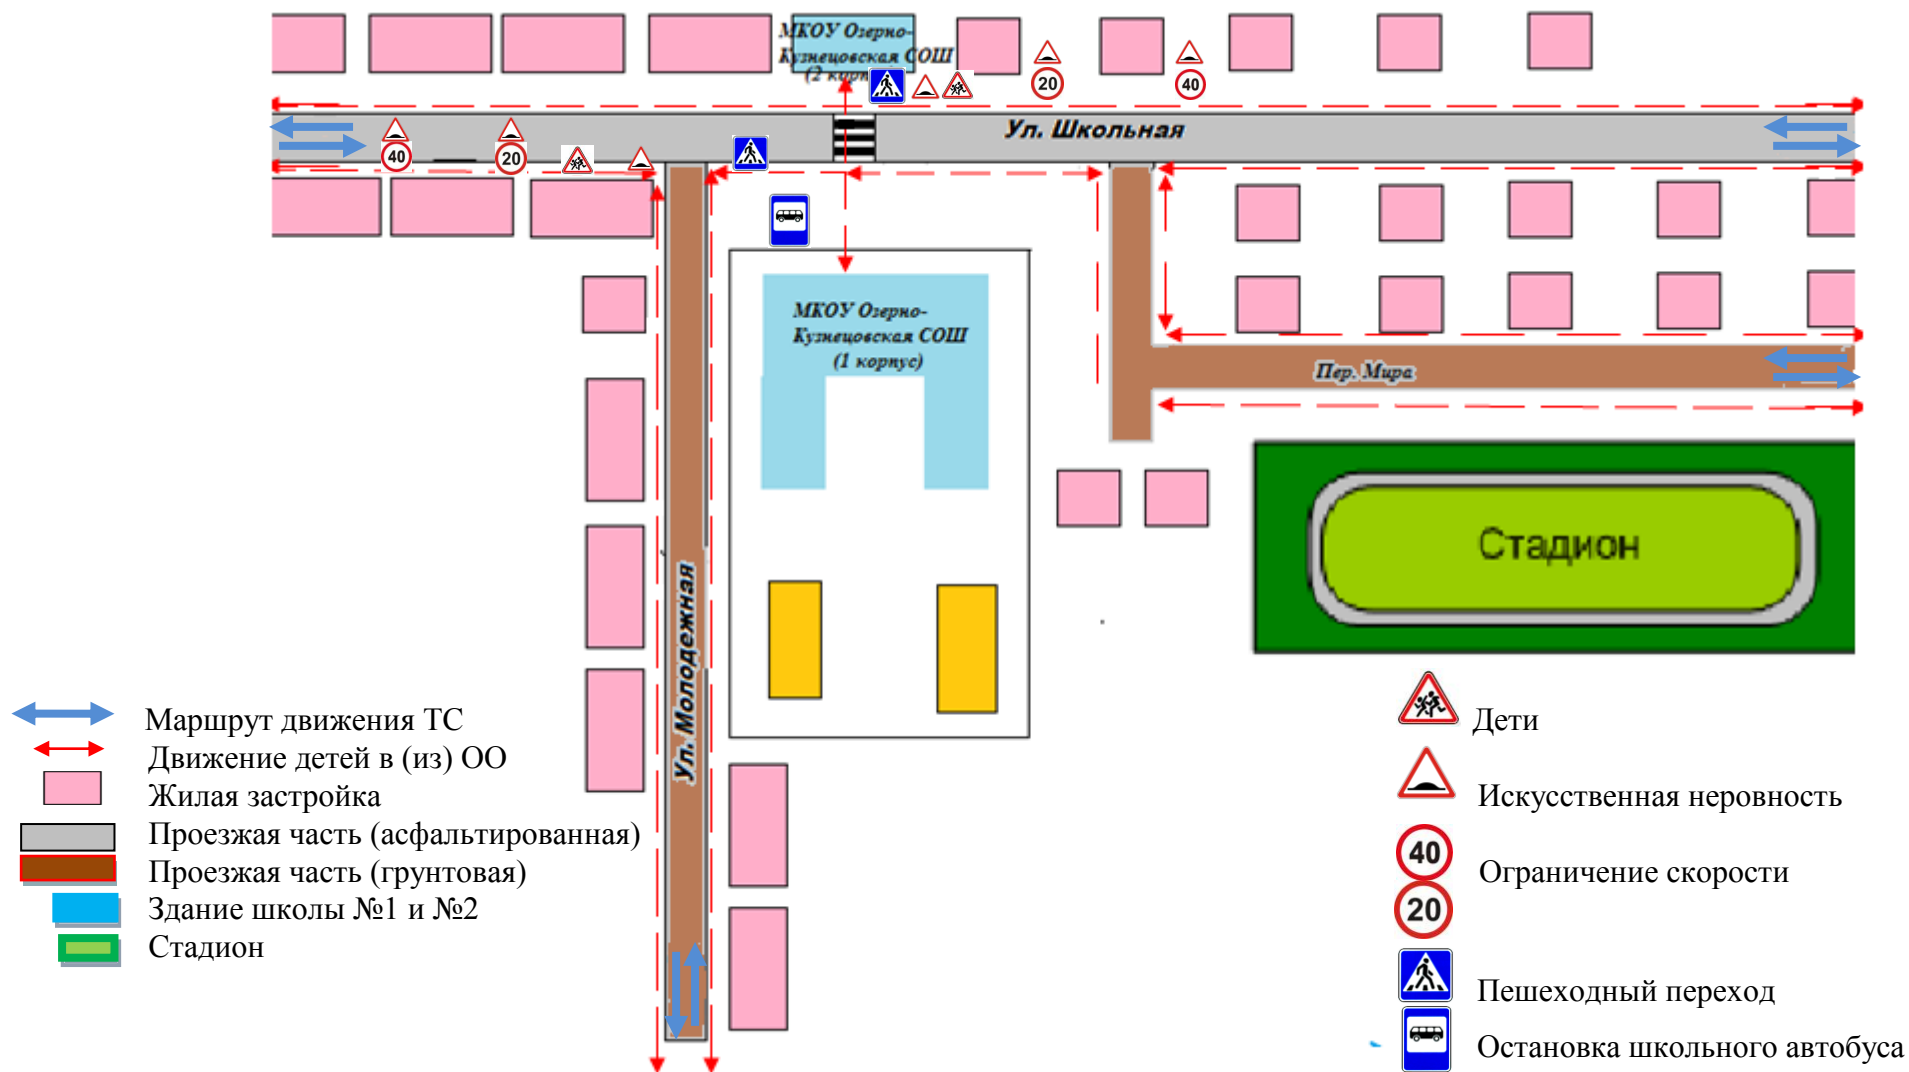 МКОУ Озерно-
Кузнецовская СОШ
(2 корпус)
20
40
Ул. Школьная
40
20
МКОУ Озерно-
Кузнецовская СОШ
(1 корпус)
Пер. Мира
Стадион
Ул. Молодежная
Маршрут движения ТС
Движение детей в (из) ОО
Жилая застройка
Проезжая часть (асфальтированная)
Проезжая часть (грунтовая)
Здание школы №1 и №2
Стадион
Дети
Искусственная неровность
40
Ограничение скорости
20
Пешеходный переход
Остановка школьного автобуса